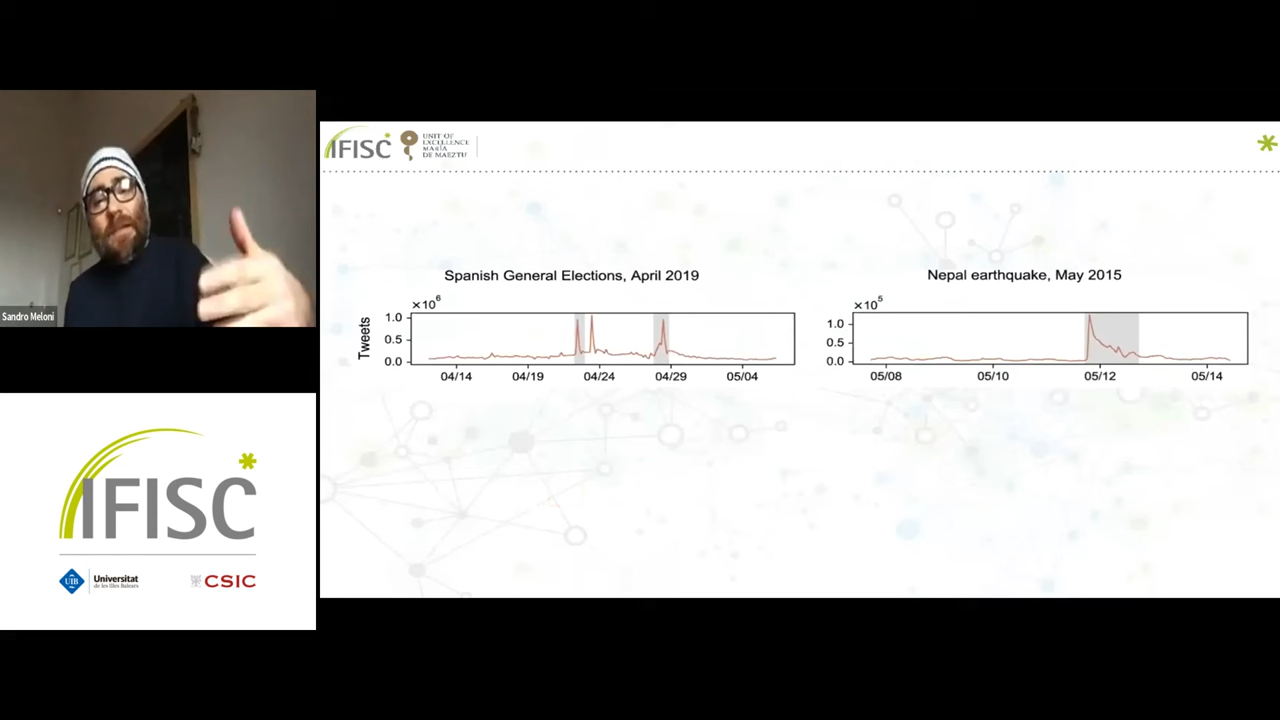 Sandro Meloni
IFISC
UIB
Universitat
de les Illes Balears
CSIC
IFISC
UNIT OF
EXCELLENCE
MARÍA
DE MAEZTU
Spanish General Elections, April 2019
×10⁶
Tweets
1.0
0.5
0.0
04/14 04/19 04/24 04/29 05/04
Nepal earthquake, May 2015
×10⁵
1.0
0.5
0.0
05/08 05/10 05/12 05/14